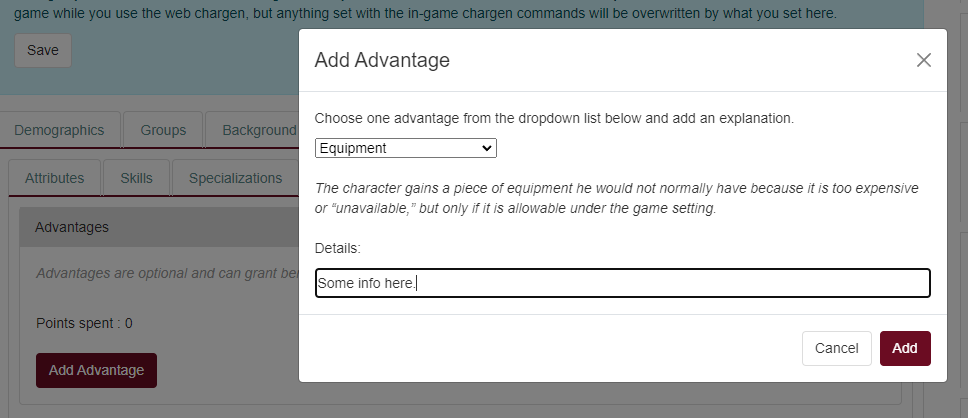 game while you use the web chargen, but anything set with the in-game chargen commands will be overwritten by what you set here.
Save
Demographics
Groups
Background
Attributes
Skills
Specializations
Advantages
Advantages are optional and can grant
Points spent : 0
Add Advantage
Add Advantage
Choose one advantage from the dropdown list below and add an explanation.
Equipment
The character gains a piece of equipment he would not normally have because it is too expensive
or “unavailable,” but only if it is allowable under the game setting.
Details:
Some info here.
Cancel
Add